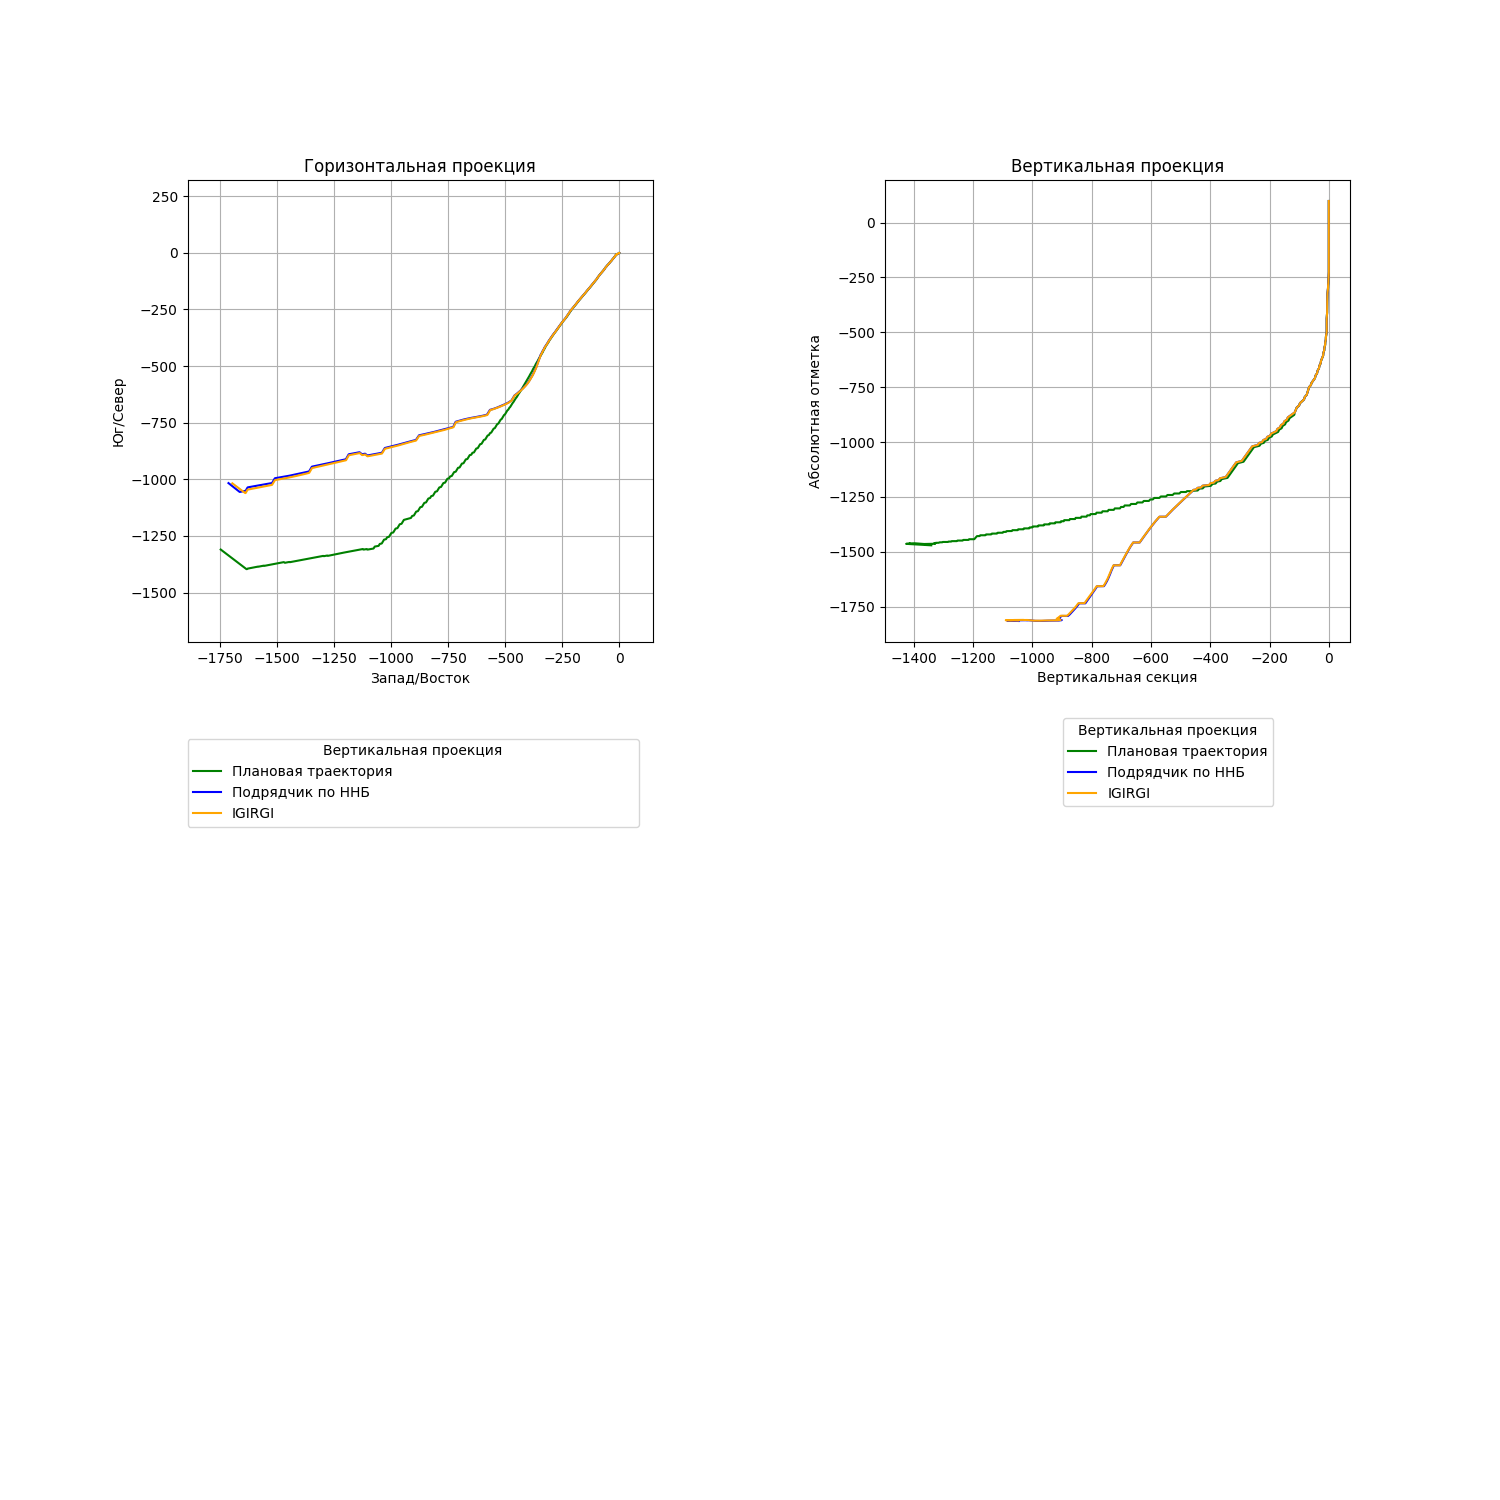 Горизонтальная проекция
250
0
−250
−500
−750
−1000
−1250
−1500
Юг/Север
−1750 −1500 −1250 −1000 −750 −500 −250 0
Запад/Восток
Вертикальная проекция
Плановая траектория
Подрядчик по ННБ
IGIRGI
Вертикальная проекция
0
−250
−500
−750
−1000
−1250
−1500
−1750
Абсолютная отметка
−1400 −1200 −1000 −800 −600 −400 −200 0
Вертикальная секция
Вертикальная проекция
Плановая траектория
Подрядчик по ННБ
IGIRGI